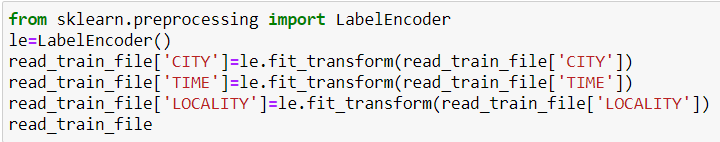 from sklearn.preprocessing import LabelEncoder
le=LabelEncoder()
read_train_file['CITY']=le.fit_transform(read_train_file['CITY'])
read_train_file['TIME']=le.fit_transform(read_train_file['TIME'])
read_train_file['LOCALITY']=le.fit_transform(read_train_file['LOCALITY'])
read_train_file